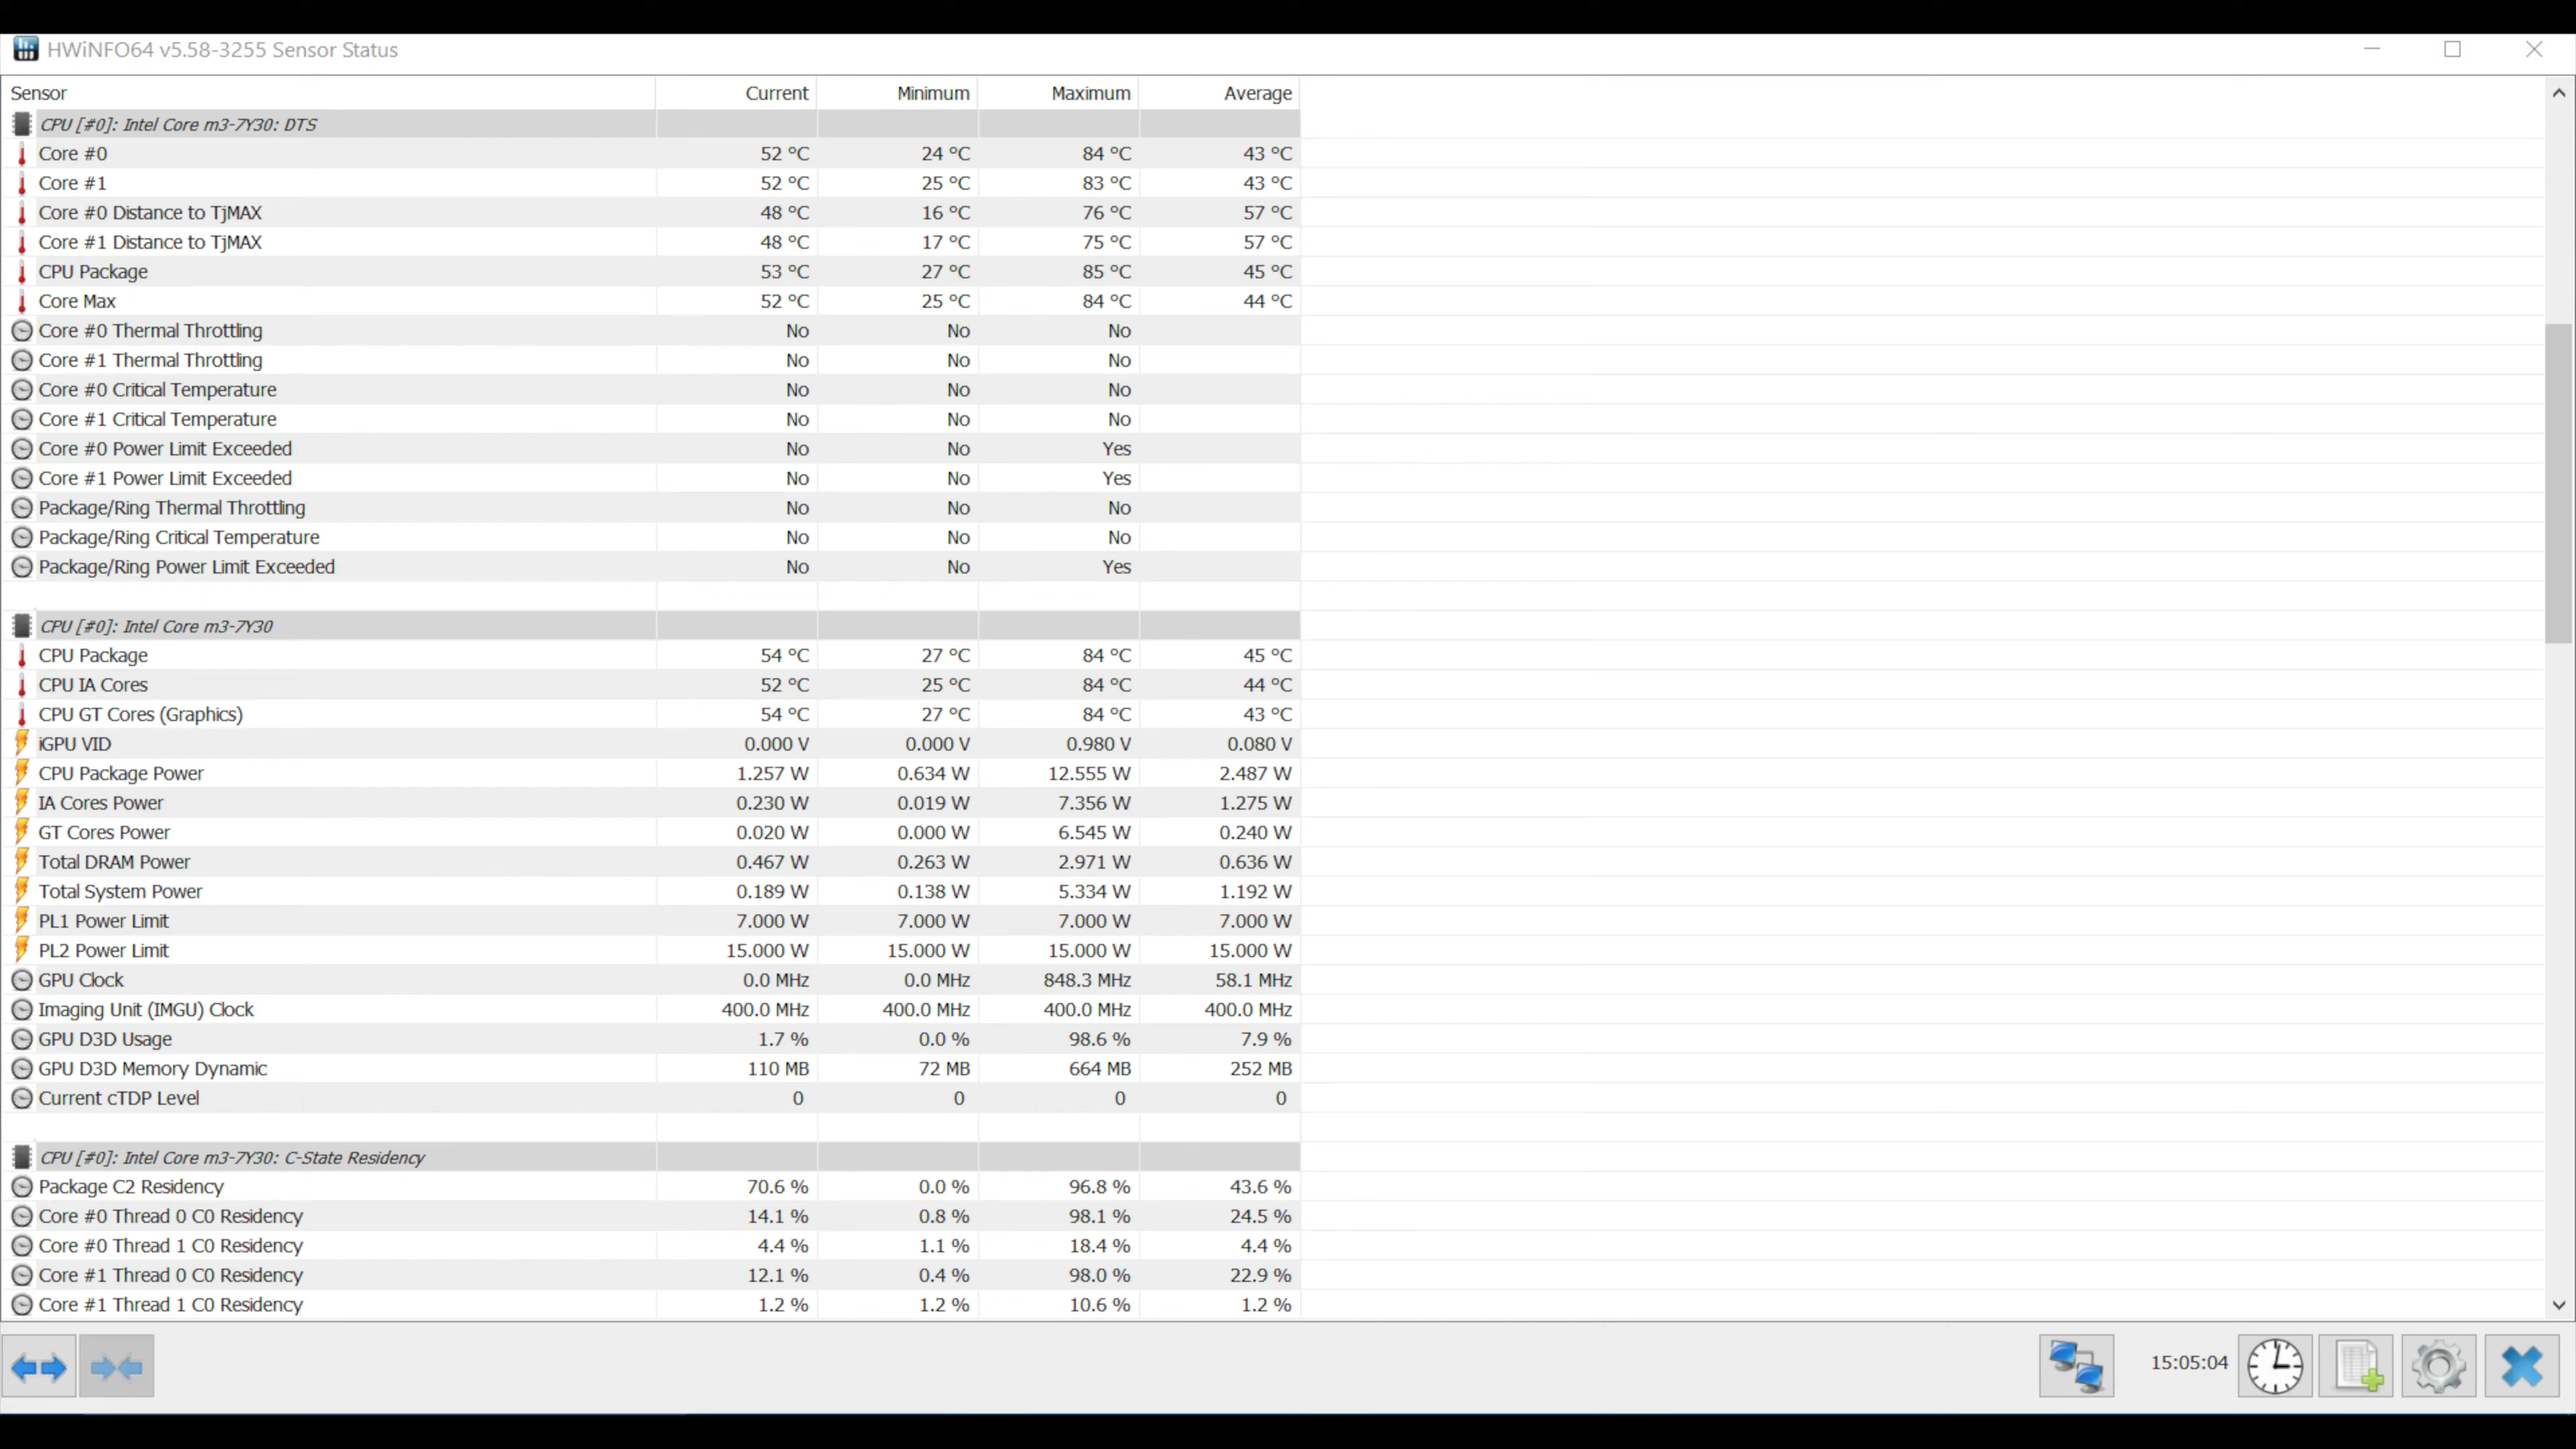 HWiNFO64 v5.58-3255 Sensor Status
Sensor Current Minimum Maximum Average
CPU [#0]: Intel Core m3-7Y30: DTS
Core #0 52 °C 24 °C 84 °C 43 °C
Core #1 52 °C 25 °C 83 °C 43 °C
Core #0 Distance to TjMAX 48 °C 16 °C 76 °C 57 °C
Core #1 Distance to TjMAX 48 °C 17 °C 75 °C 57 °C
CPU Package 53 °C 27 °C 85 °C 45 °C
Core Max 52 °C 25 °C 84 °C 44 °C
Core #0 Thermal Throttling No No No
Core #1 Thermal Throttling No No No
Core #0 Critical Temperature No No No
Core #1 Critical Temperature No No No
Core #0 Power Limit Exceeded No No Yes
Core #1 Power Limit Exceeded No No Yes
Package/Ring Thermal Throttling No No No
Package/Ring Critical Temperature No No No
Package/Ring Power Limit Exceeded No No Yes
CPU [#0]: Intel Core m3-7Y30
CPU Package 54 °C 27 °C 84 °C 45 °C
CPU IA Cores 52 °C 25 °C 84 °C 44 °C
CPU GT Cores (Graphics) 54 °C 27 °C 84 °C 43 °C
iGPU VID 0.000 V 0.000 V 0.980 V 0.080 V
CPU Package Power 1.257 W 0.634 W 12.555 W 2.487 W
IA Cores Power 0.230 W 0.019 W 7.356 W 1.275 W
GT Cores Power 0.020 W 0.000 W 6.545 W 0.240 W
Total DRAM Power 0.467 W 0.263 W 2.971 W 0.636 W
Total System Power 0.189 W 0.138 W 5.334 W 1.192 W
PL1 Power Limit 7.000 W 7.000 W 7.000 W 7.000 W
PL2 Power Limit 15.000 W 15.000 W 15.000 W 15.000 W
GPU Clock 0.0 MHz 0.0 MHz 848.3 MHz 58.1 MHz
Imaging Unit (IMGU) Clock 400.0 MHz 400.0 MHz 400.0 MHz 400.0 MHz
GPU D3D Usage 1.7 % 0.0 % 98.6 % 7.9 %
GPU D3D Memory Dynamic 110 MB 72 MB 664 MB 252 MB
Current cTDP Level 0 0 0 0
CPU [#0]: Intel Core m3-7Y30: C-State Residency
Package C2 Residency 70.6 % 0.0 % 96.8 % 43.6 %
Core #0 Thread 0 C0 Residency 14.1 % 0.8 % 98.1 % 24.5 %
Core #0 Thread 1 C0 Residency 4.4 % 1.1 % 18.4 % 4.4 %
Core #1 Thread 0 C0 Residency 12.1 % 0.4 % 98.0 % 22.9 %
Core #1 Thread 1 C0 Residency 1.2 % 1.2 % 10.6 % 1.2 %
15:05:04